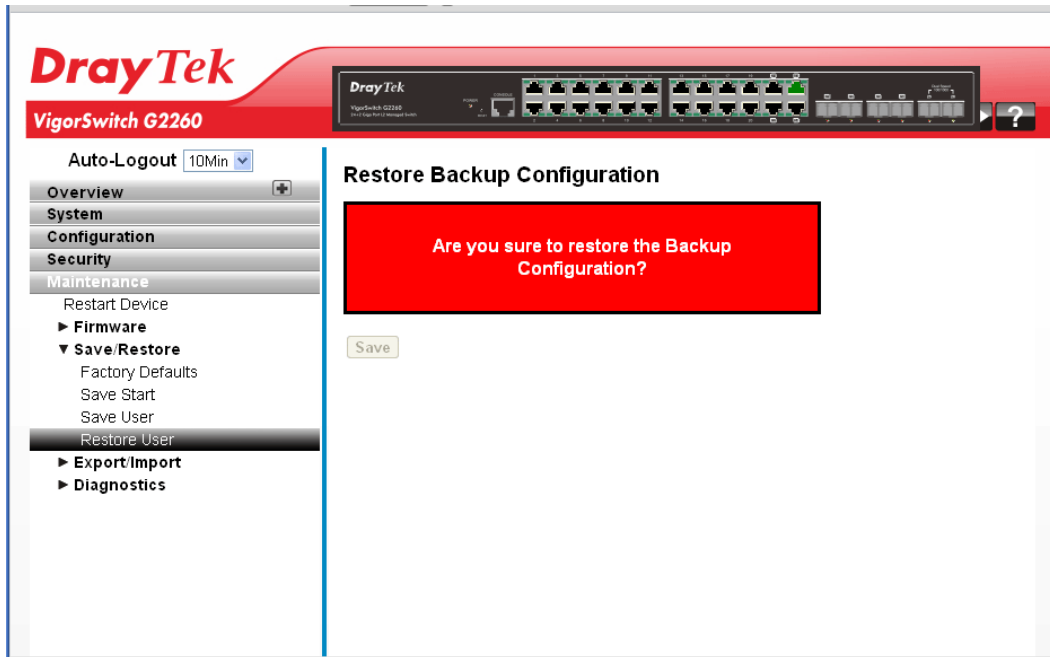 DrayTek
VigorSwitch G2260
DrayTek
VigorSwitch G2260
?
Auto-Logout 10Min
Overview
System
Configuration
Security
Maintenance
Restart Device
Firmware
Save/Restore
Factory Defaults
Save Start
Save User
Restore User
Export/Import
Diagnostics
Restore Backup Configuration
Are you sure to restore the Backup
Configuration?
Save